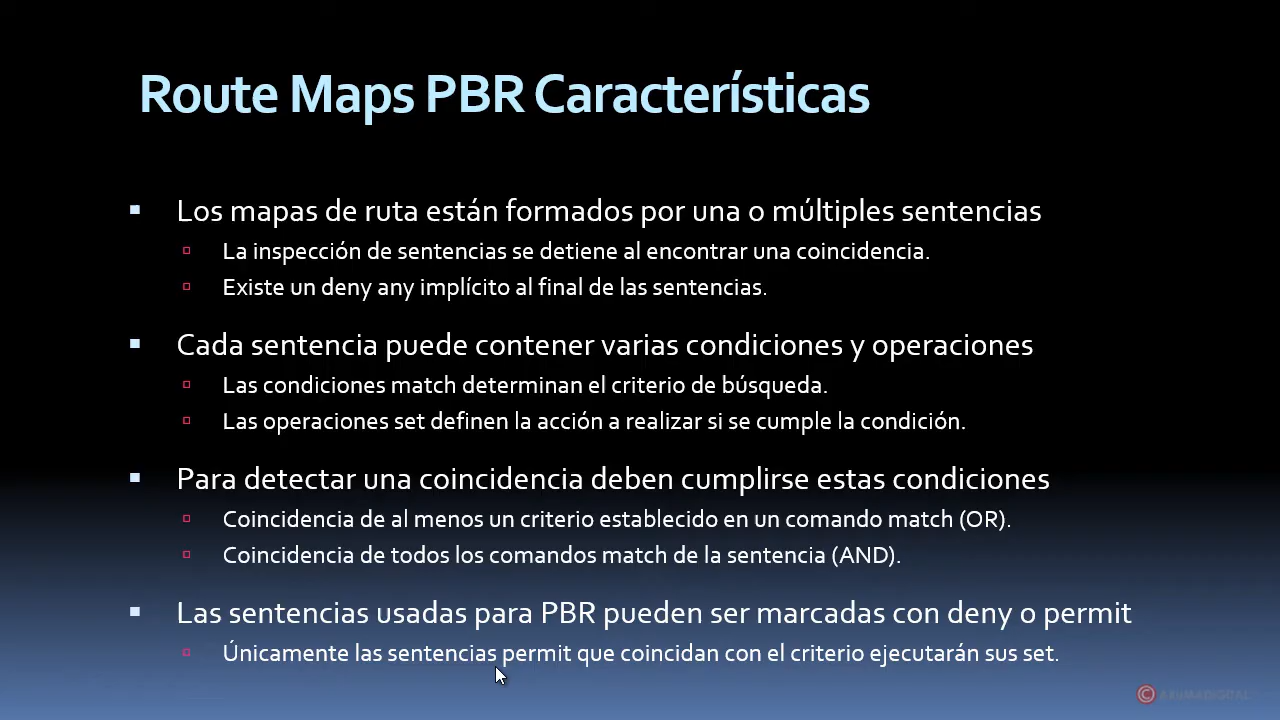 Route Maps PBR Características
Los mapas de ruta están formados por una o múltiples sentencias
La inspección de sentencias se detiene al encontrar una coincidencia.
Existe un deny any implícito al final de las sentencias.
Cada sentencia puede contener varias condiciones y operaciones
Las condiciones match determinan el criterio de búsqueda.
Las operaciones set definen la acción a realizar si se cumple la condición.
Para detectar una coincidencia deben cumplirse estas condiciones
Coincidencia de al menos un criterio establecido en un comando match (OR).
Coincidencia de todos los comandos match de la sentencia (AND).
Las sentencias usadas para PBR pueden ser marcadas con deny o permit
Únicamente las sentencias permit que coincidan con el criterio ejecutarán sus set.
©